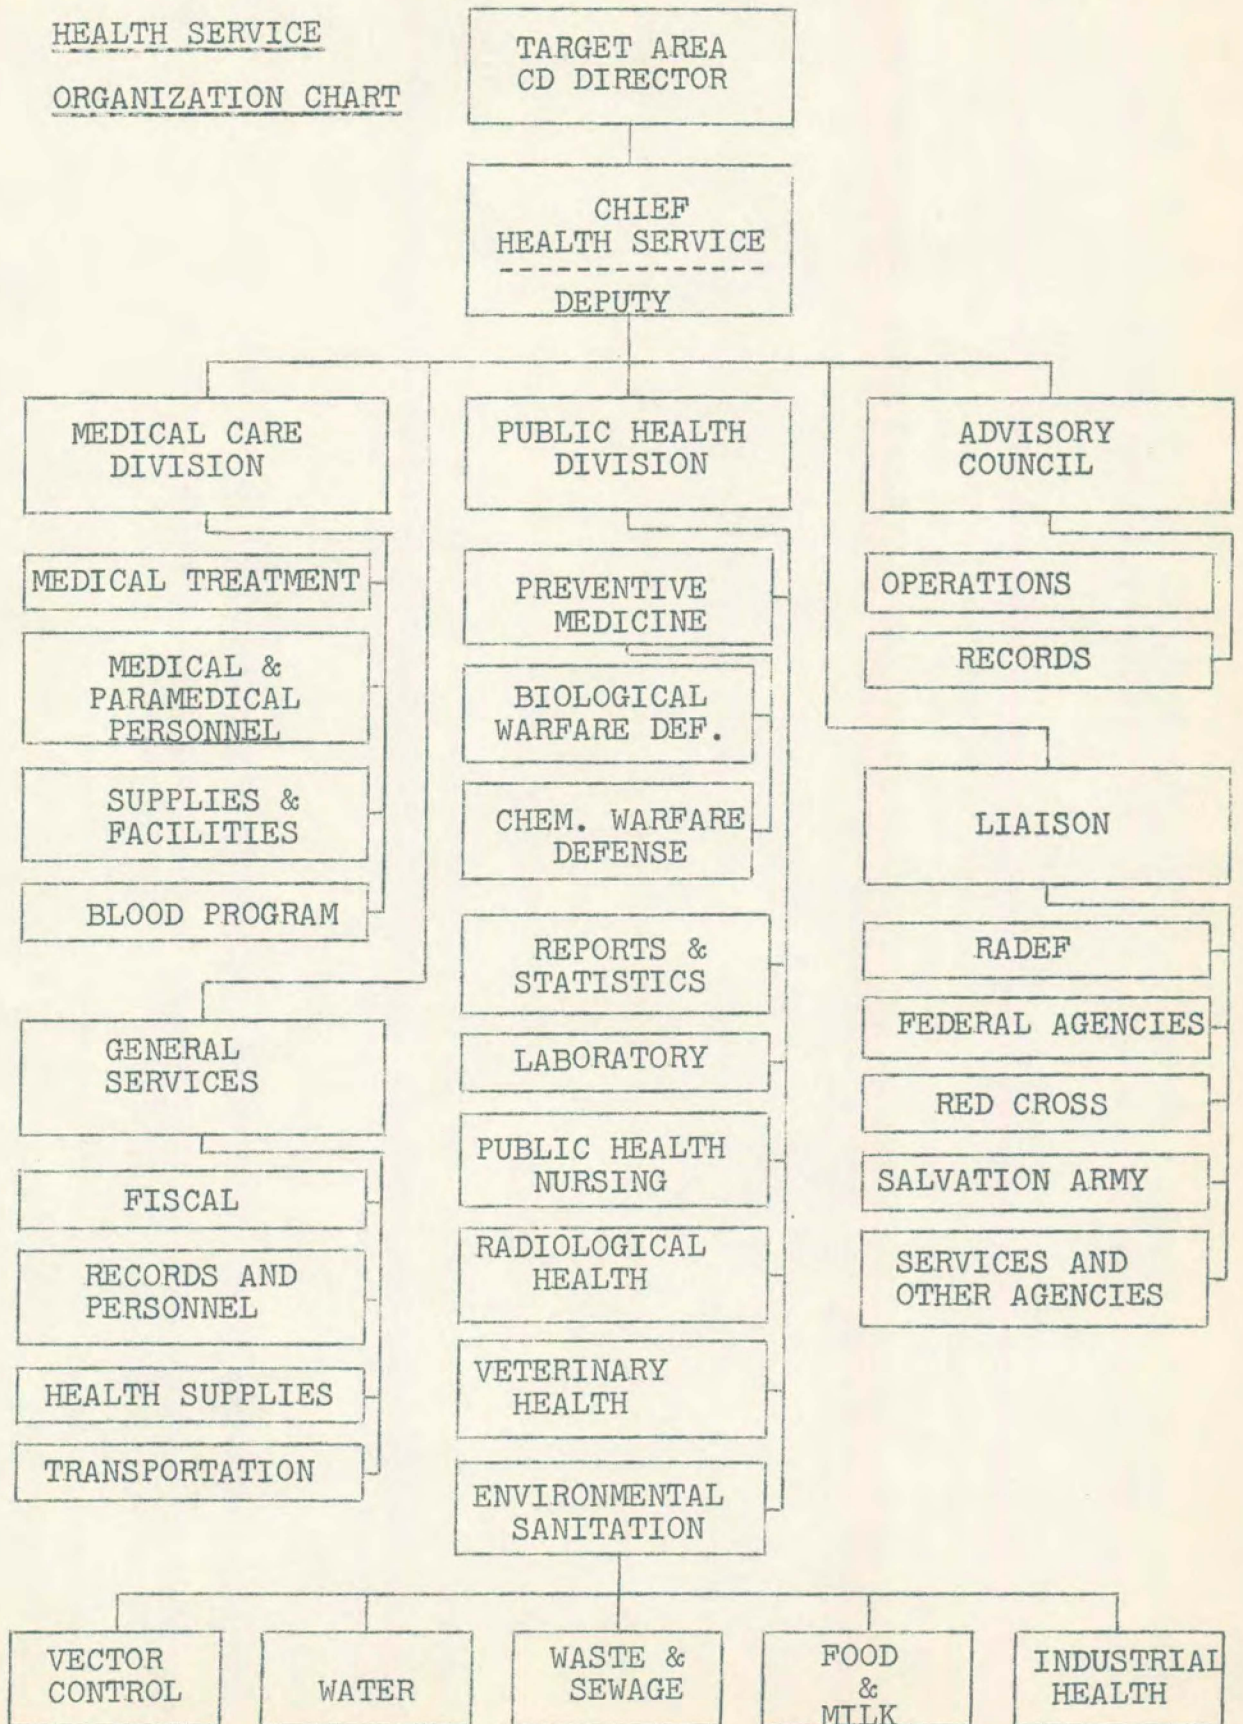 HEALTH SERVICE
ORGANIZATION CHART
TARGET AREA
CD DIRECTOR
CHIEF
HEALTH SERVICE
--------------
DEPUTY
MEDICAL CARE
DIVISION
MEDICAL TREATMENT
MEDICAL &
PARAMEDICAL
PERSONNEL
SUPPLIES &
FACILITIES
BLOOD PROGRAM
GENERAL
SERVICES
FISCAL
RECORDS AND
PERSONNEL
HEALTH SUPPLIES
TRANSPORTATION
PUBLIC HEALTH
DIVISION
PREVENTIVE
MEDICINE
BIOLOGICAL
WARFARE DEF.
CHEM. WARFARE
DEFENSE
REPORTS &
STATISTICS
LABORATORY
PUBLIC HEALTH
NURSING
RADIOLOGICAL
HEALTH
VETERINARY
HEALTH
ENVIRONMENTAL
SANITATION
ADVISORY
COUNCIL
OPERATIONS
RECORDS
LIAISON
RADEF
FEDERAL AGENCIES
RED CROSS
SALVATION ARMY
SERVICES AND
OTHER AGENCIES
VECTOR
CONTROL
WATER
WASTE &
SEWAGE
FOOD
&
MILK
INDUSTRIAL
HEALTH